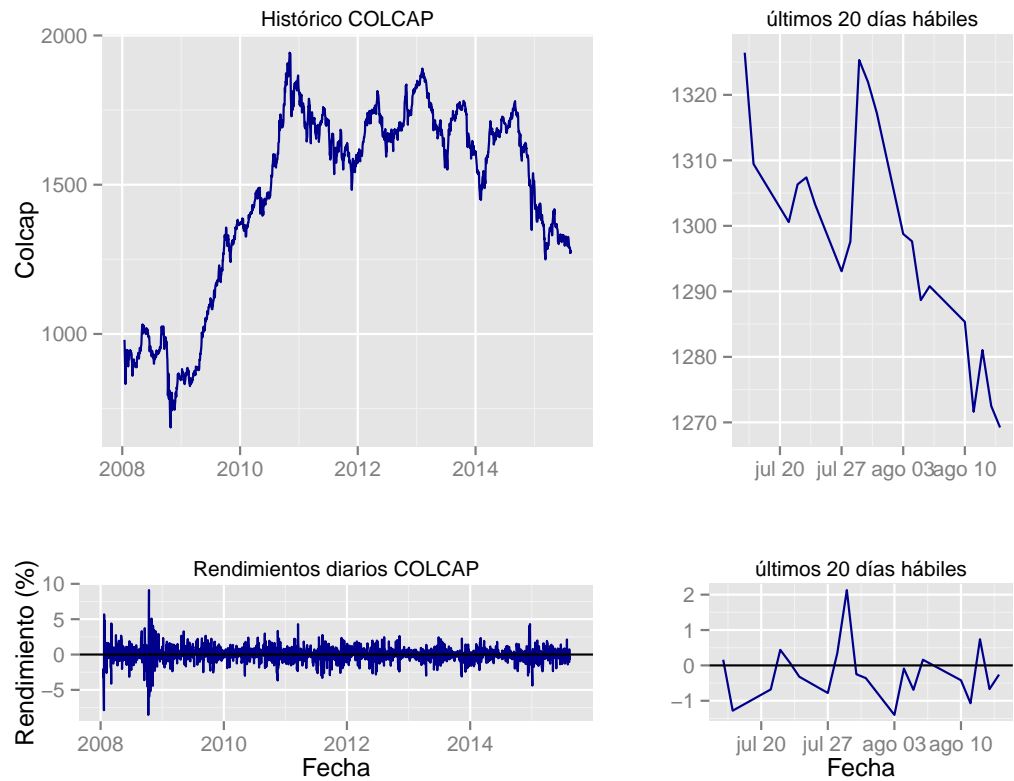 Histórico COLCAP
Colcap
2000
1500
1000
2008 2010 2012 2014
últimos 20 días hábiles
1320
1310
1300
1290
1280
1270
jul 20 jul 27 ago 03 ago 10
Rendimientos diarios COLCAP
Rendimiento (%)
10
5
0
−5
2008 2010 2012 2014
Fecha
últimos 20 días hábiles
2
1
0
−1
jul 20 jul 27 ago 03 ago 10
Fecha